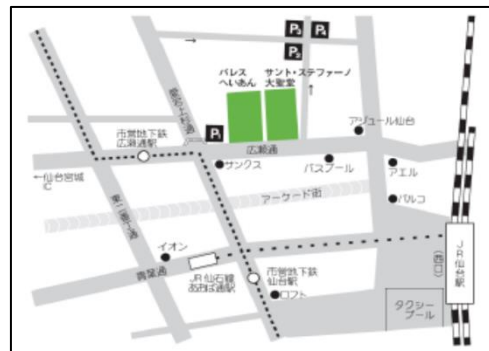 P3
P4
P2
パレス
へいあん
サント・ステファーノ
大聖堂
→
→
愛宕上杉通
P1
アジュール仙台
市営地下鉄
広瀬通駅
広瀬通
サンクス
バスプール
アエル
←仙台宮城
IC
アーケード街
パルコ
東二番丁通
イオン
青葉通
JR仙石線
あおば通駅
市営地下鉄
仙台駅
ロフト
(西口)
JR仙台駅
タクシー
プール